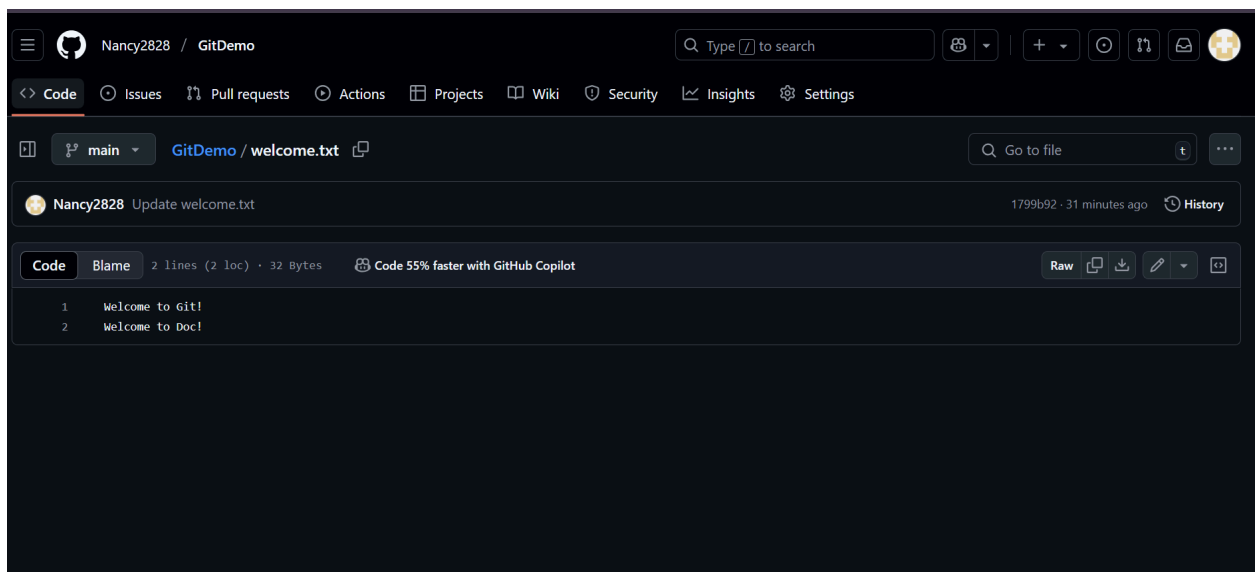 Nancy2828 / GitDemo Type / to search
Code Issues Pull requests Actions Projects Wiki Security Insights Settings
main GitDemo / welcome.txt Go to file t
Nancy2828 Update welcome.txt 1799b92 · 31 minutes ago History
Code Blame 2 lines (2 loc) · 32 Bytes Code 55% faster with GitHub Copilot Raw
1 Welcome to Git!
2 Welcome to Doc!